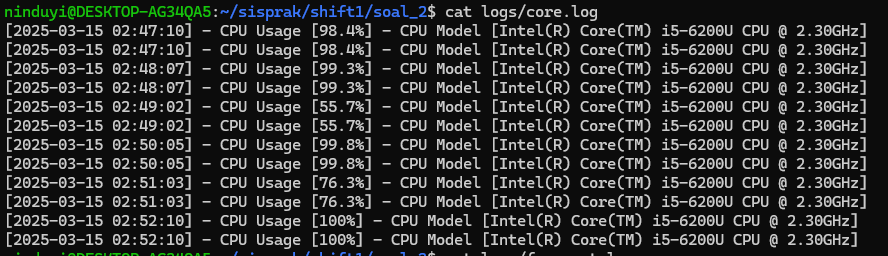 ninduyi@DESKTOP-AG34QA5:~/sisprak/shift1/soal_2$ cat logs/core.log
[2025-03-15 02:47:10] - CPU Usage [98.4%] - CPU Model [Intel(R) Core(TM) i5-6200U CPU @ 2.30GHz]
[2025-03-15 02:47:10] - CPU Usage [98.4%] - CPU Model [Intel(R) Core(TM) i5-6200U CPU @ 2.30GHz]
[2025-03-15 02:48:07] - CPU Usage [99.3%] - CPU Model [Intel(R) Core(TM) i5-6200U CPU @ 2.30GHz]
[2025-03-15 02:48:07] - CPU Usage [99.3%] - CPU Model [Intel(R) Core(TM) i5-6200U CPU @ 2.30GHz]
[2025-03-15 02:49:02] - CPU Usage [55.7%] - CPU Model [Intel(R) Core(TM) i5-6200U CPU @ 2.30GHz]
[2025-03-15 02:49:02] - CPU Usage [55.7%] - CPU Model [Intel(R) Core(TM) i5-6200U CPU @ 2.30GHz]
[2025-03-15 02:50:05] - CPU Usage [99.8%] - CPU Model [Intel(R) Core(TM) i5-6200U CPU @ 2.30GHz]
[2025-03-15 02:50:05] - CPU Usage [99.8%] - CPU Model [Intel(R) Core(TM) i5-6200U CPU @ 2.30GHz]
[2025-03-15 02:51:03] - CPU Usage [76.3%] - CPU Model [Intel(R) Core(TM) i5-6200U CPU @ 2.30GHz]
[2025-03-15 02:51:03] - CPU Usage [76.3%] - CPU Model [Intel(R) Core(TM) i5-6200U CPU @ 2.30GHz]
[2025-03-15 02:52:10] - CPU Usage [100%] - CPU Model [Intel(R) Core(TM) i5-6200U CPU @ 2.30GHz]
[2025-03-15 02:52:10] - CPU Usage [100%] - CPU Model [Intel(R) Core(TM) i5-6200U CPU @ 2.30GHz]